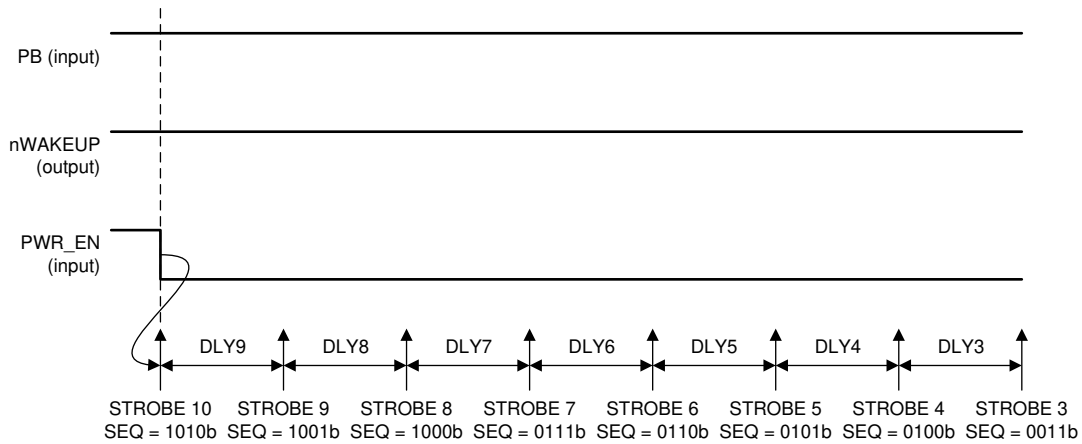 PB (input)
nWAKEUP
(output)
PWR_EN
(input)
DLY9 DLY8 DLY7 DLY6 DLY5 DLY4 DLY3
STROBE 10 STROBE 9 STROBE 8 STROBE 7 STROBE 6 STROBE 5 STROBE 4 STROBE 3
SEQ = 1010b SEQ = 1001b SEQ = 1000b SEQ = 0111b SEQ = 0110b SEQ = 0101b SEQ = 0100b SEQ = 0011b